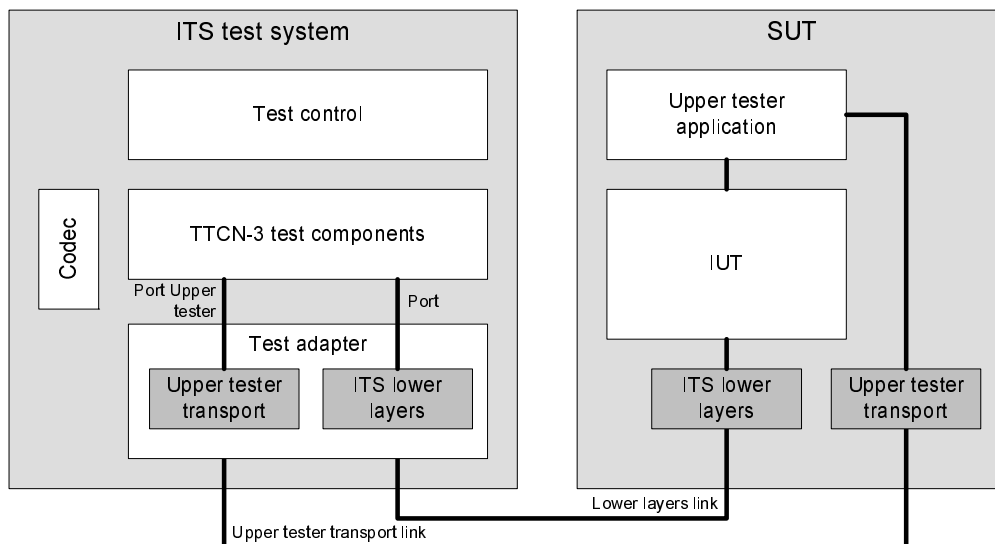 ITS test system
Test control
Codec
TTCN-3 test components
Port Upper
tester
Port
Test adapter
Upper tester
transport
ITS lower
layers
SUT
Upper tester
application
IUT
ITS lower
layers
Upper tester
transport
Lower layers link
Upper tester transport link